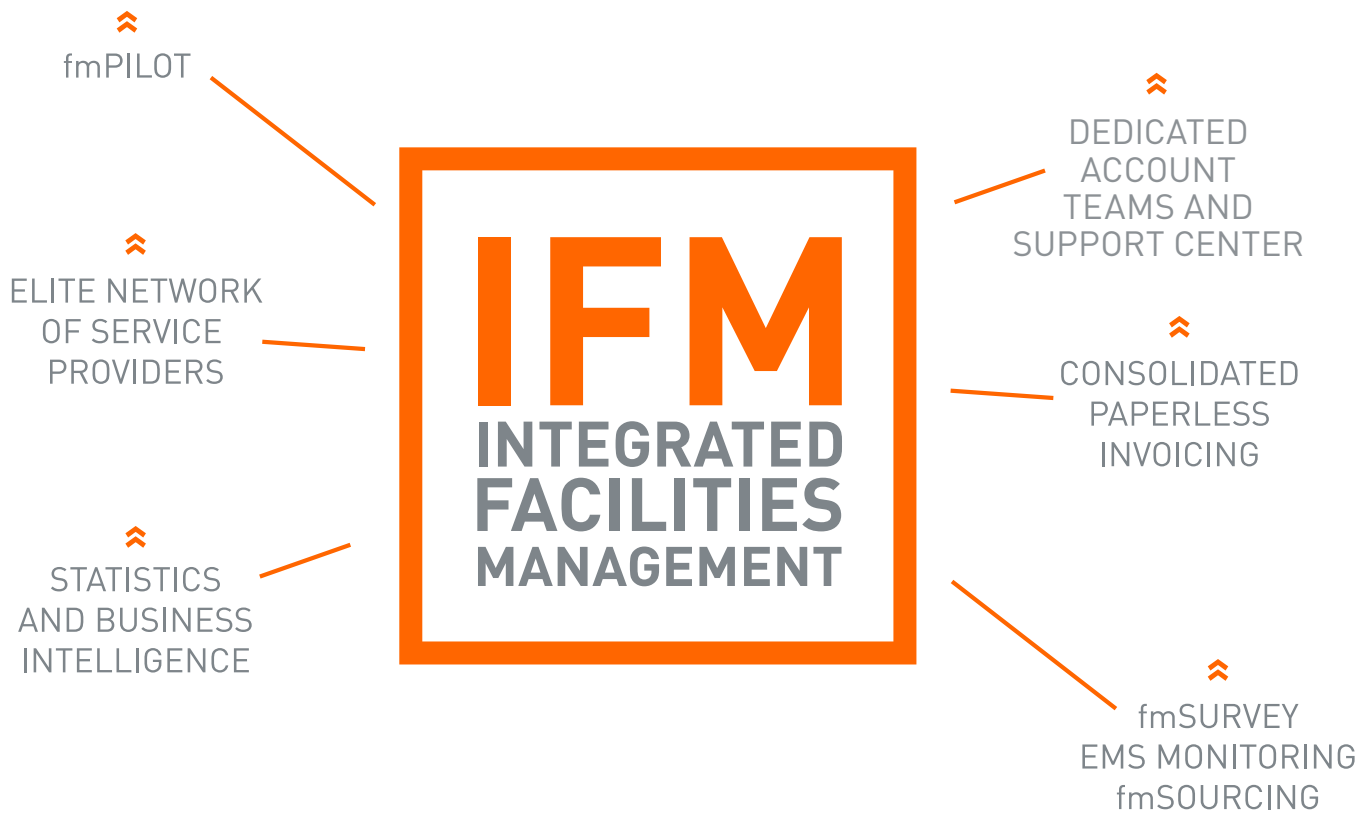 fmPILOT
ELITE NETWORK
OF SERVICE
PROVIDERS
STATISTICS
AND BUSINESS
INTELLIGENCE
IFM
INTEGRATED
FACILITIES
MANAGEMENT
DEDICATED
ACCOUNT
TEAMS AND
SUPPORT CENTER
CONSOLIDATED
PAPERLESS
INVOICING
fmSURVEY
EMS MONITORING
fmSOURCING